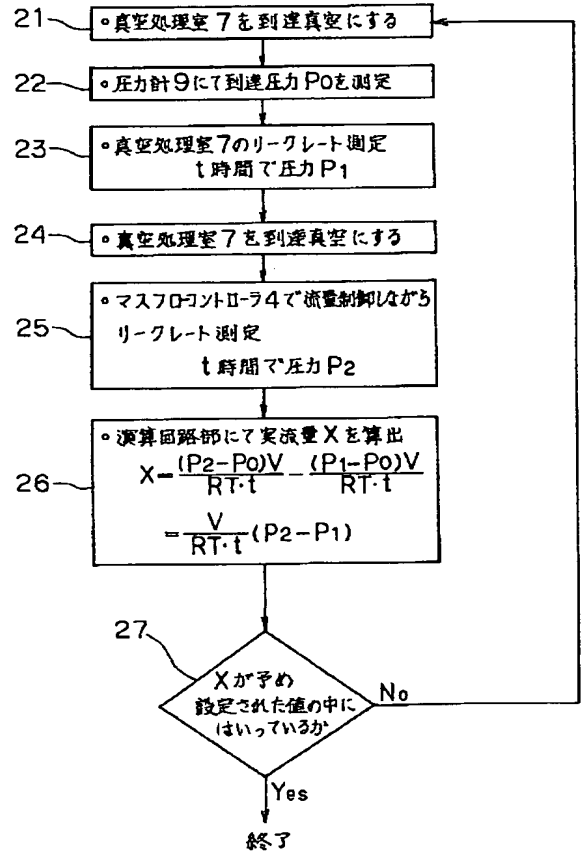 21
○真空処理室7を到達真空にする
22
○圧力計9にて到達圧力P0を測定
23
○真空処理室7のリークレート測定
t時間で圧力P1
24
○真空処理室7を到達真空にする
25
○マスフローコントローラ4で流量制御しながら
リークレート測定
t時間で圧力P2
26
○演算回路部にて実流量Xを算出
X=(P2-P0)V/RT·t-(P1-P0)V/RT·t
=V/RT·t(P2-P1)
27
Xが予め
設定された値の中に
はいっているか
No
Yes
終了